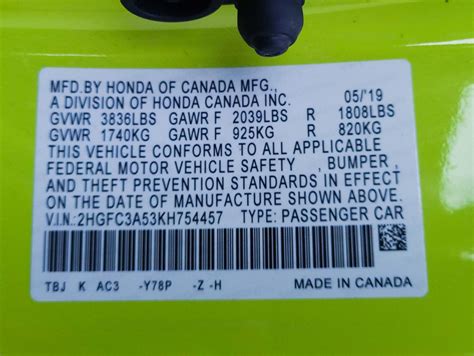 MFD.BY HONDA OF CANADA MFG.,
A DIVISION OF HONDA CANADA INC. 05/'19
GVWR 3836LBS GAWR F 2039LBS R 1808LBS
GVWR 1740KG GAWR F 925KG R 820KG
THIS VEHICLE CONFORMS TO ALL APPLICABLE
FEDERAL MOTOR VEHICLE SAFETY , BUMPER ,
AND THEFT PREVENTION STANDARDS IN EFFECT
ON THE DATE OF MANUFACTURE SHOWN ABOVE.
V.I.N.:2HGFC3A53KH754457 TYPE: PASSENGER CAR
TBJ K AC3 -Y78P -Z -H
MADE IN CANADA